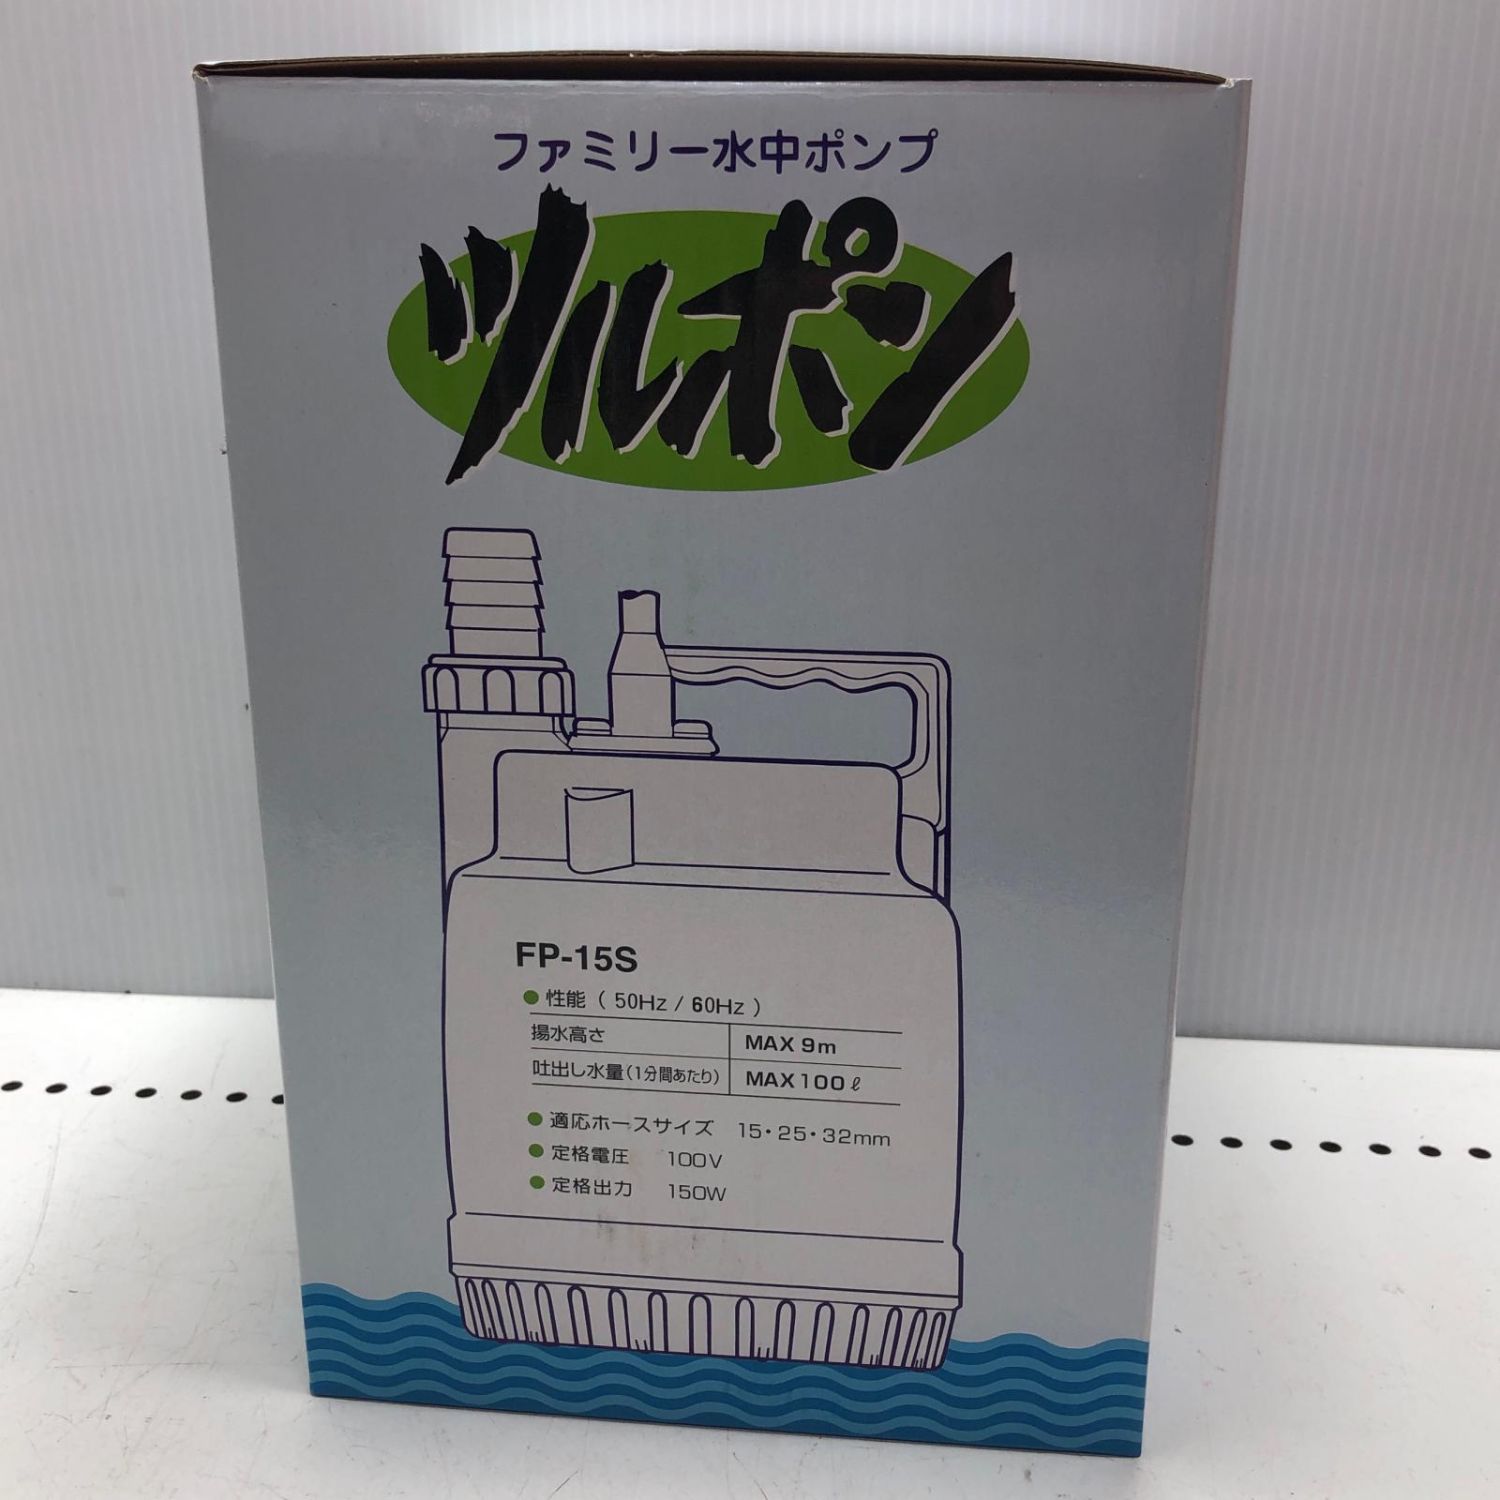 ファミリー水中ポンプ
ツルポン
FP-15S
●性能（50Hz / 60Hz）
揚水高さ MAX 9m
吐出し水量(1分間あたり) MAX 100ℓ
●適応ホースサイズ 15・25・32mm
●定格電圧 100V
●定格出力 150W